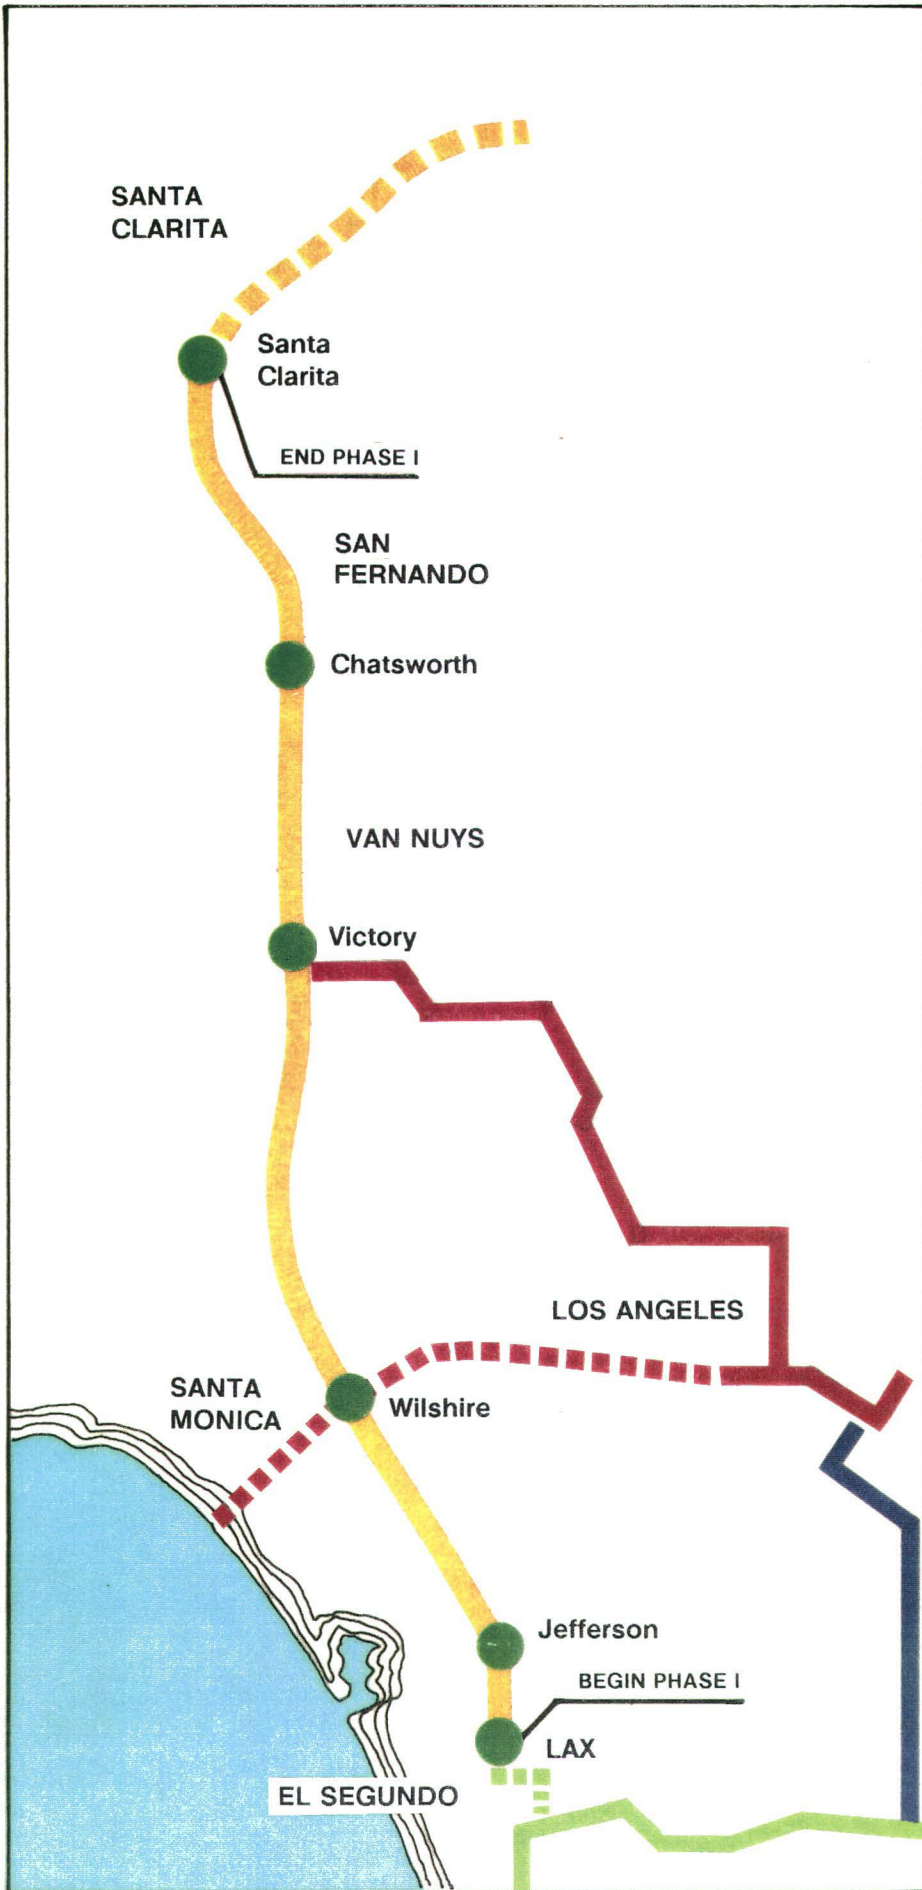 SANTA
CLARITA
Santa
Clarita
END PHASE I
SAN
FERNANDO
Chatsworth
VAN NUYS
Victory
LOS ANGELES
SANTA
MONICA
Wilshire
Jefferson
BEGIN PHASE I
LAX
EL SEGUNDO